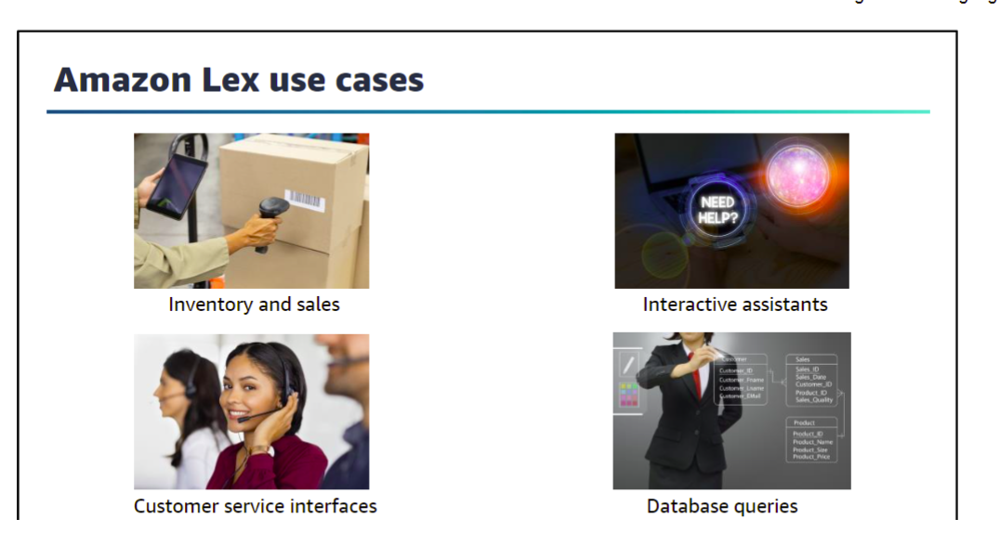 Amazon Lex use cases
NEED
HELP?
Inventory and sales
Interactive assistants
Customer
Customer_ID
Customer_Fname
Customer_Lname
Customer_EMail
Sales
Sales_ID
Sales_Date
Customer_ID
Product_ID
Sales_Quality
Product
Product_ID
Product_Name
Product_Size
Product_Price
Customer service interfaces
Database queries